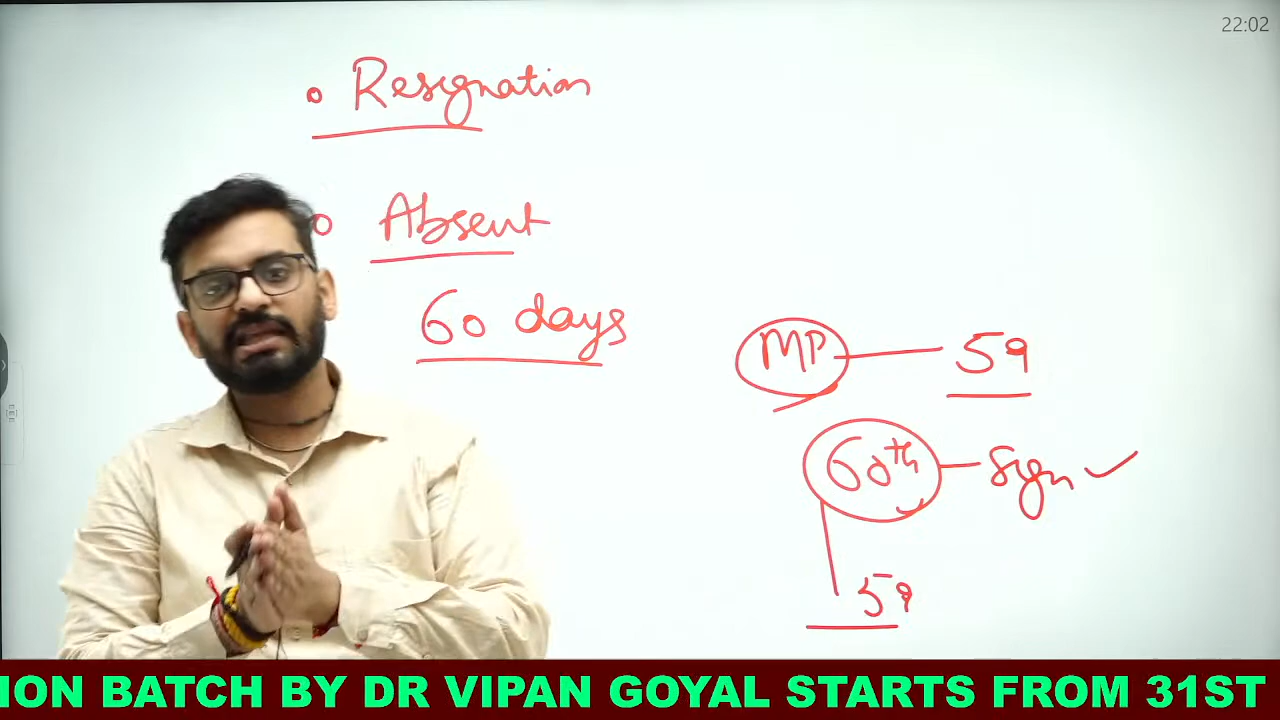 22:02
Resignation
Absent
60 days
MP 59
60th Sign
59
ION BATCH BY DR VIPAN GOYAL STARTS FROM 31ST